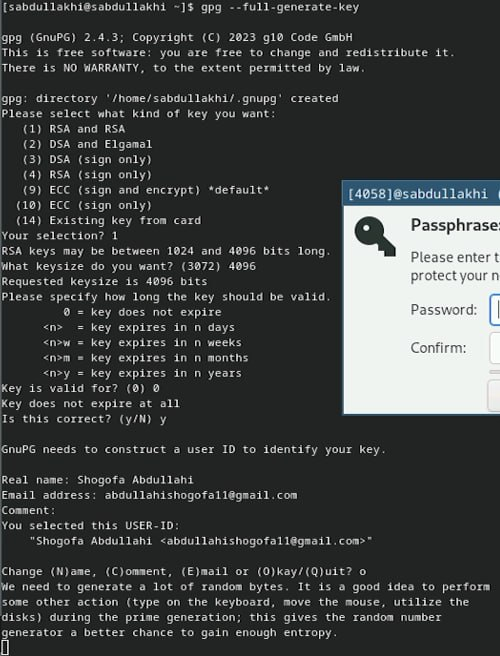 [sabdullakhi@sabdullakhi ~]$ gpg --full-generate-key
gpg (GnuPG) 2.4.3; Copyright (C) 2023 g10 Code GmbH
This is free software: you are free to change and redistribute it.
There is NO WARRANTY, to the extent permitted by law.
gpg: directory '/home/sabdullakhi/.gnupg' created
Please select what kind of key you want:
(1) RSA and RSA
(2) DSA and Elgamal
(3) DSA (sign only)
(4) RSA (sign only)
(9) ECC (sign and encrypt) *default*
(10) ECC (sign only)
(14) Existing key from card
Your selection? 1
RSA keys may be between 1024 and 4096 bits long.
What keysize do you want? (3072) 4096
Requested keysize is 4096 bits
Please specify how long the key should be valid.
0 = key does not expire
<n>  = key expires in n days
<n>w = key expires in n weeks
<n>m = key expires in n months
<n>y = key expires in n years
Key is valid for? (0) 0
Key does not expire at all
Is this correct? (y/N) y
GnuPG needs to construct a user ID to identify your key.
Real name: Shogofa Abdullahi
Email address: abdullahishogofa11@gmail.com
Comment:
You selected this USER-ID:
"Shogofa Abdullahi <abdullahishogofa11@gmail.com>"
Change (N)ame, (C)omment, (E)mail or (O)kay/(Q)uit? o
We need to generate a lot of random bytes. It is a good idea to perform
some other action (type on the keyboard, move the mouse, utilize the
disks) during the prime generation; this gives the random number
generator a better chance to gain enough entropy.
[4058]@sabdullakhi (
Passphrase:
Please enter t
protect your n
Password:
Confirm: